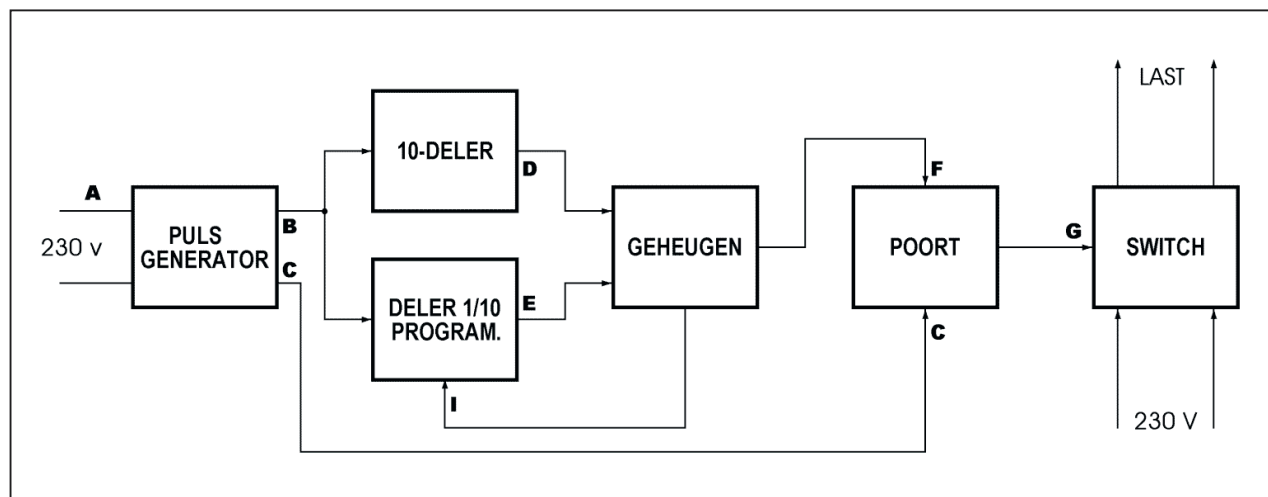 LAST
10-DELER
D
F
A
B
PULS
GENERATOR
230 v
C
GEHEUGEN
POORT
G
SWITCH
DELER 1/10
PROGRAM.
E
C
I
230 V